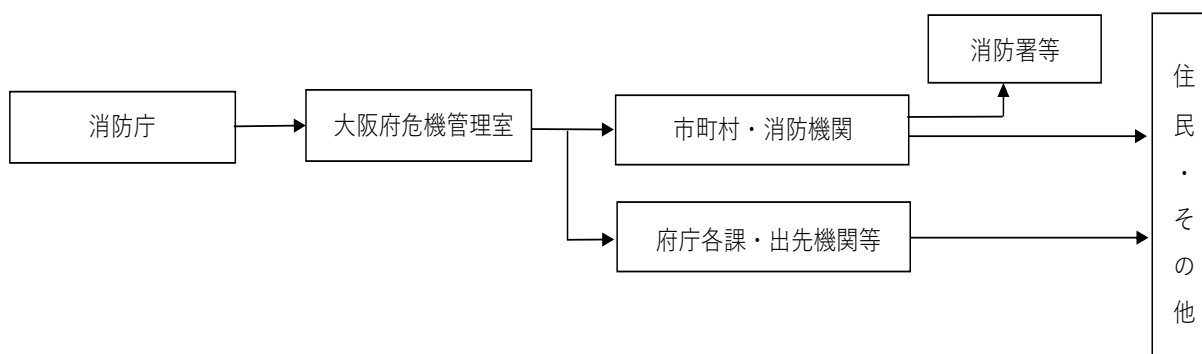 消防庁
大阪府危機管理室
市町村・消防機関
府庁各課・出先機関等
消防署等
住民・その他